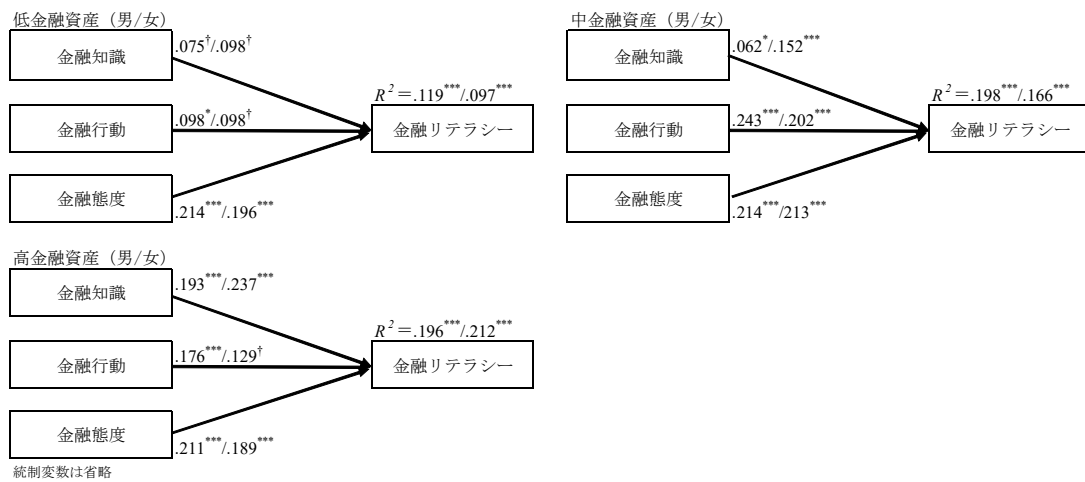 低金融資産（男/女）
金融知識
.075†/.098†
金融行動
.098*/.098†
金融態度
.214***/.196***
R²＝.119***/.097***
金融リテラシー
中金融資産（男/女）
金融知識
.062*/.152***
金融行動
.243***/.202***
金融態度
.214***/213***
R²＝.198***/.166***
金融リテラシー
高金融資産（男/女）
金融知識
.193***/.237***
金融行動
.176***/.129†
金融態度
.211***/.189***
R²＝.196***/.212***
金融リテラシー
統制変数は省略